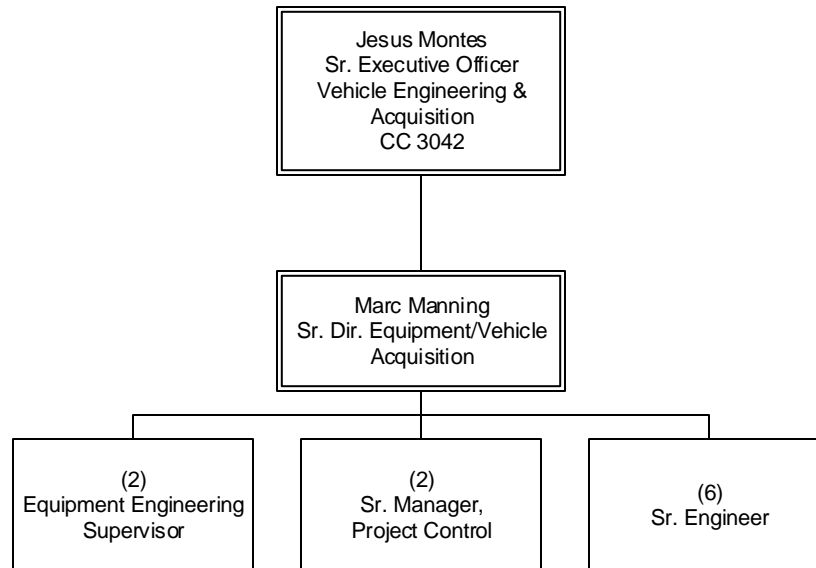 Jesus Montes
Sr. Executive Officer
Vehicle Engineering &
Acquisition
CC 3042
Marc Manning
Sr. Dir. Equipment/Vehicle
Acquisition
(2)
Equipment Engineering
Supervisor
(2)
Sr. Manager,
Project Control
(6)
Sr. Engineer